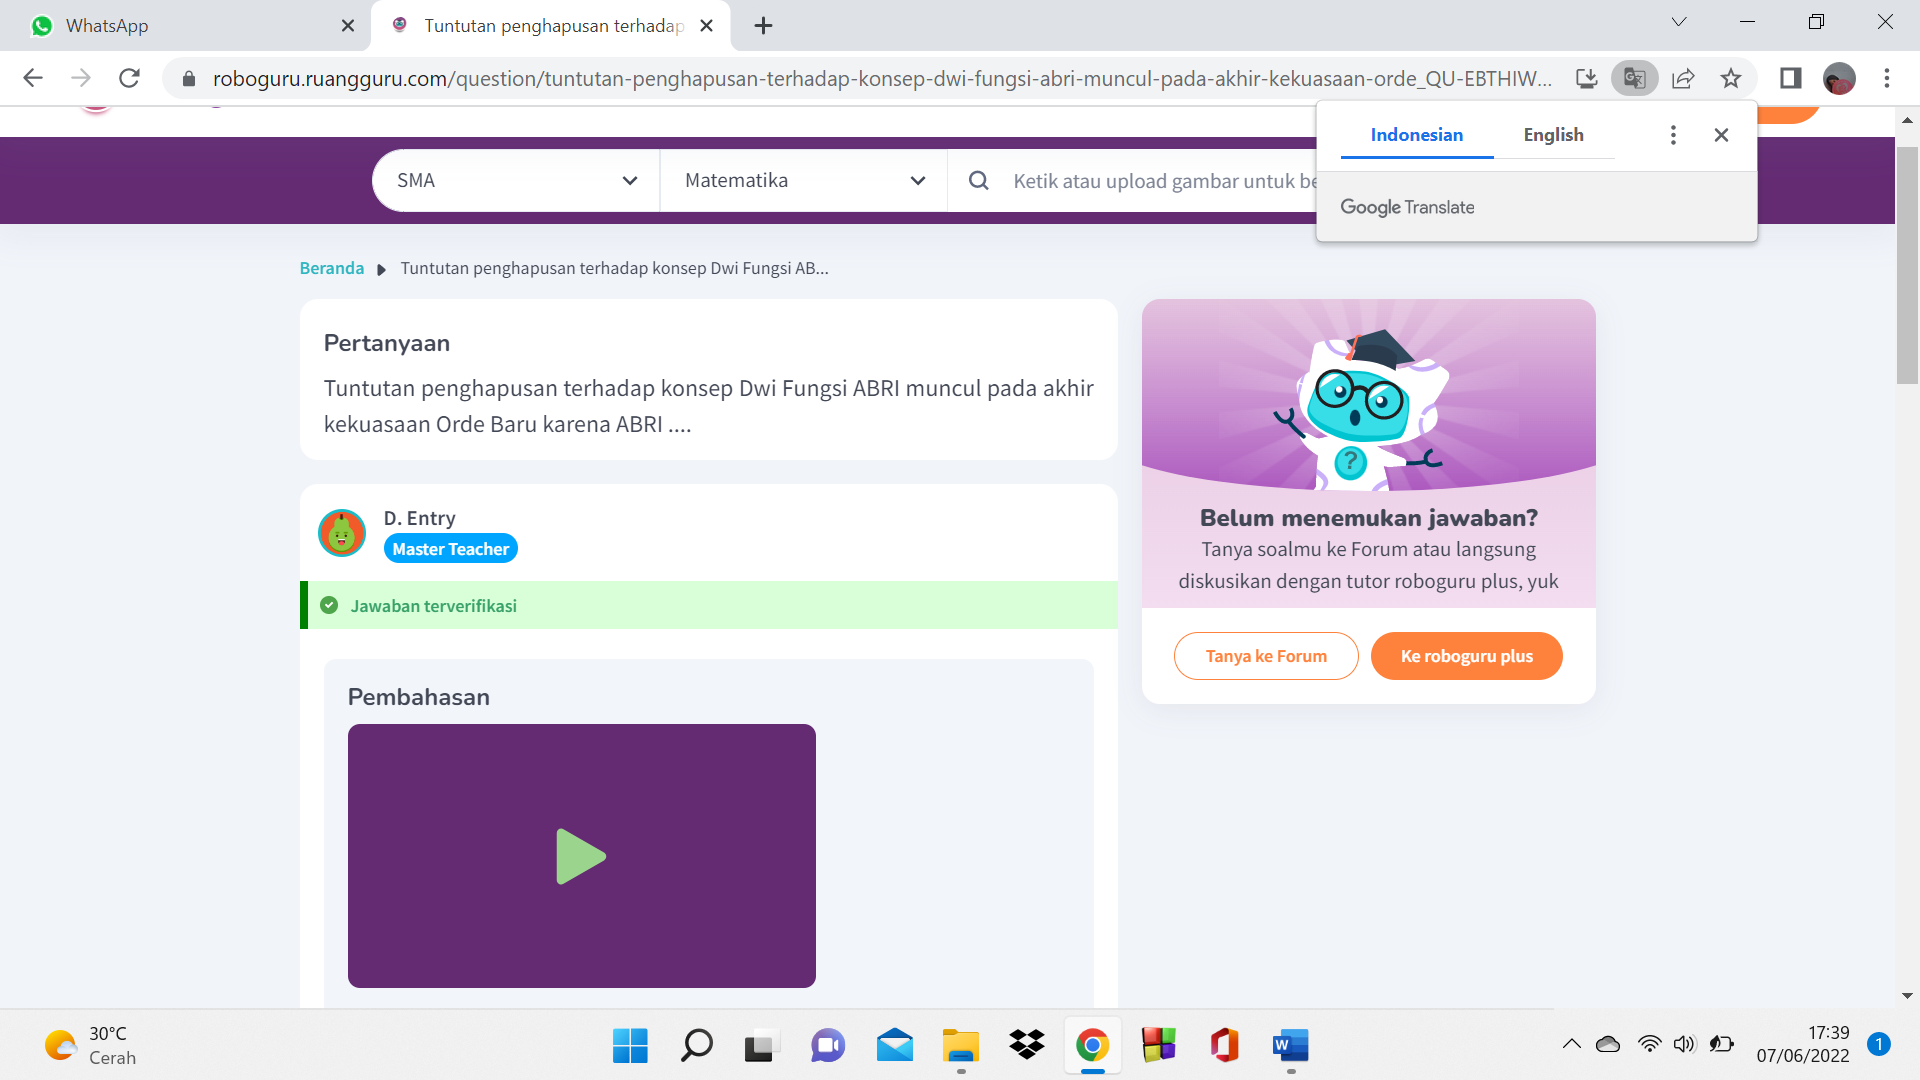 WhatsApp
Tuntutan penghapusan terhadap
roboguru.ruangguru.com/question/tuntutan-penghapusan-terhadap-konsep-dwi-fungsi-abri-muncul-pada-akhir-kekuasaan-orde_QU-EBTHIW...
Indonesian English
Google Translate
SMA
Matematika
Ketik atau upload gambar untuk be
Beranda
Tuntutan penghapusan terhadap konsep Dwi Fungsi AB...
Pertanyaan
Tuntutan penghapusan terhadap konsep Dwi Fungsi ABRI muncul pada akhir
kekuasaan Orde Baru karena ABRI ....
D. Entry
Master Teacher
Jawaban terverifikasi
Pembahasan
?
Belum menemukan jawaban?
Tanya soalmu ke Forum atau langsung
diskusikan dengan tutor roboguru plus, yuk
Tanya ke Forum
Ke roboguru plus
30°C
Cerah
W
17:39
07/06/2022
1